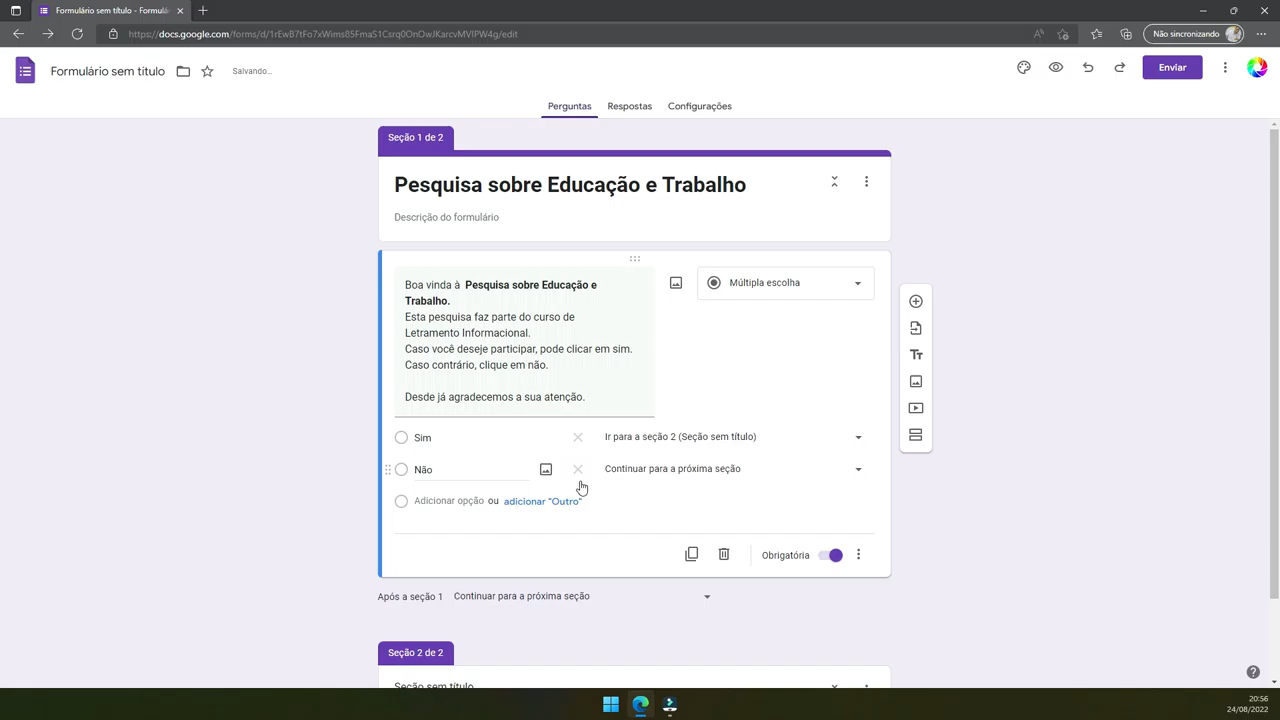 Formulário sem título - Formulá
https://docs.google.com/forms/d/1rEwB7tFo7xWims85FmaS1Csrq0OnOwJKarcvMVlPW4g/edit
Não sincronizando
Formulário sem título
Salvando...
Enviar
Perguntas Respostas Configurações
Seção 1 de 2
Pesquisa sobre Educação e Trabalho
Descrição do formulário
Boa vinda à Pesquisa sobre Educação e
Trabalho.
Esta pesquisa faz parte do curso de
Letramento Informacional.
Caso você deseje participar, pode clicar em sim.
Caso contrário, clique em não.
Desde já agradecemos a sua atenção.
Múltipla escolha
Sim
Ir para a seção 2 (Seção sem título)
Não
Continuar para a próxima seção
Adicionar opção ou adicionar "Outro"
Obrigatória
Após a seção 1 Continuar para a próxima seção
Seção 2 de 2
Seção sem título
20:56
24/08/2022